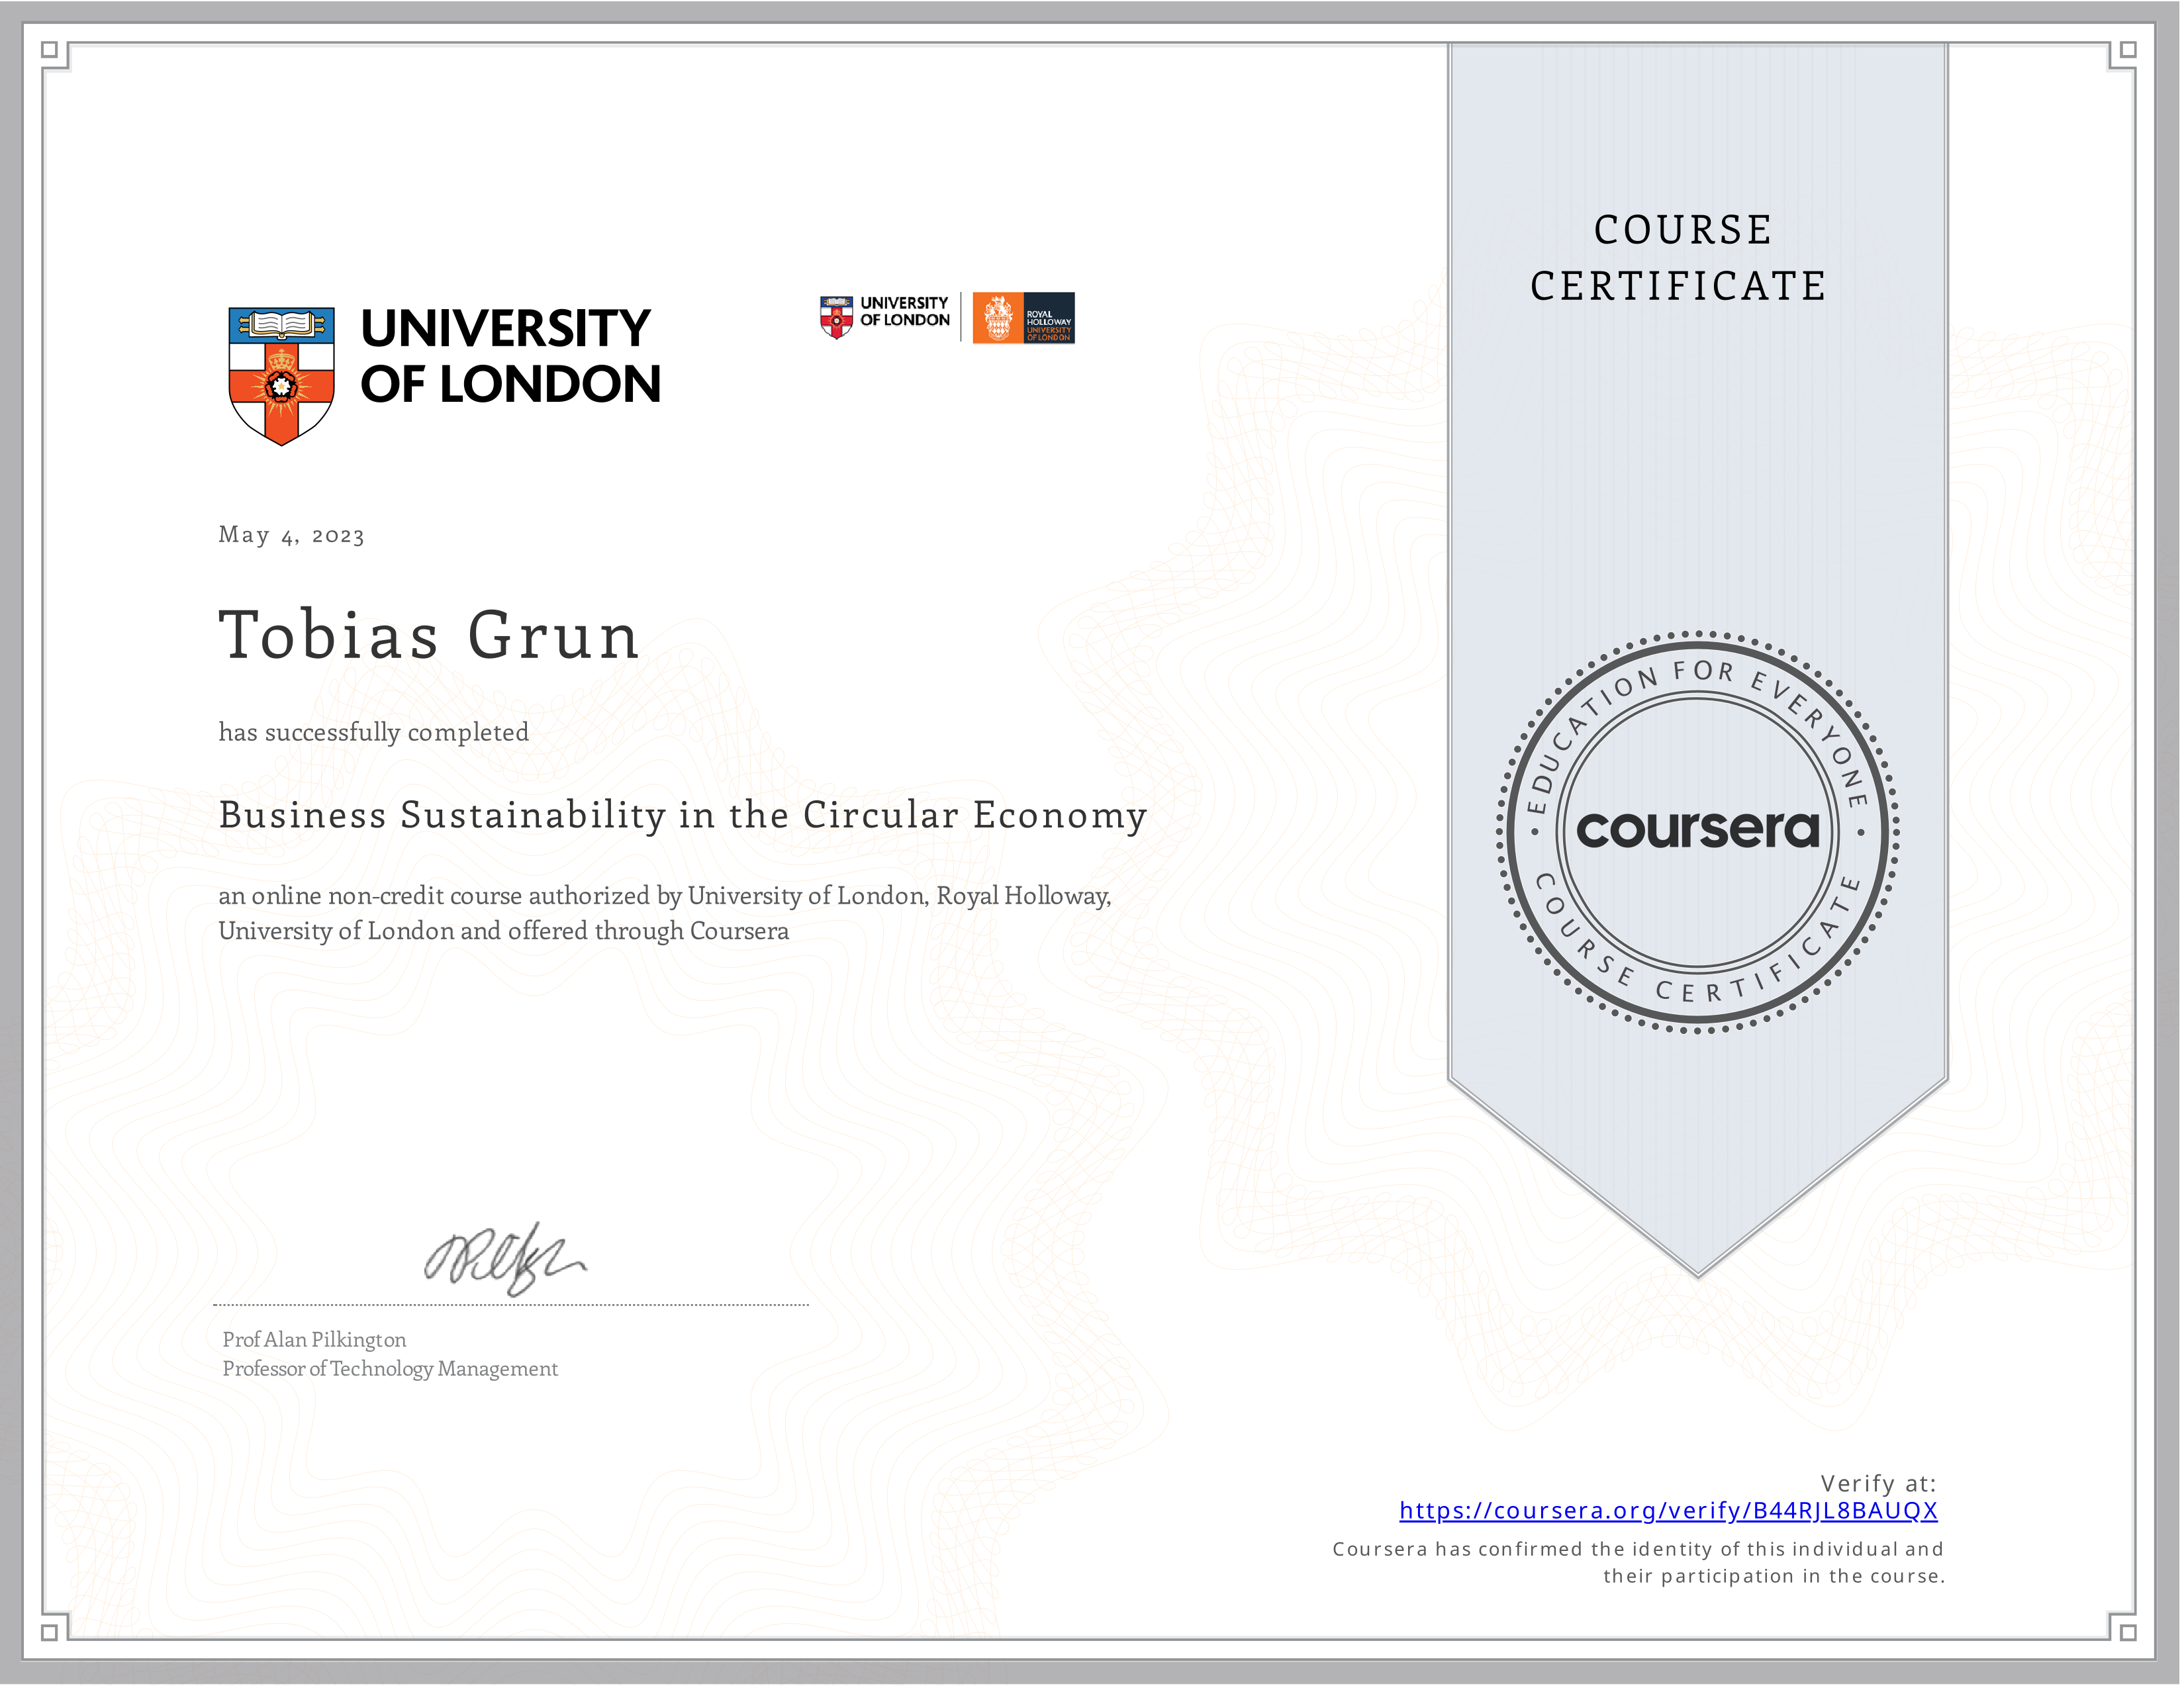 UNIVERSITY
OF LONDON
UNIVERSITY
OF LONDON
ROYAL
HOLLOWAY
UNIVERSITY
OF LONDON
COURSE
CERTIFICATE
May 4, 2023
Tobias Grun
has successfully completed
Business Sustainability in the Circular Economy
an online non-credit course authorized by University of London, Royal Holloway,
University of London and offered through Coursera
EDUCATION FOR EVERYONE
coursera
COURSE CERTIFICATE
Prof Alan Pilkington
Professor of Technology Management
Verify at:
https://coursera.org/verify/B44RJL8BAUQX
Coursera has confirmed the identity of this individual and
their participation in the course.